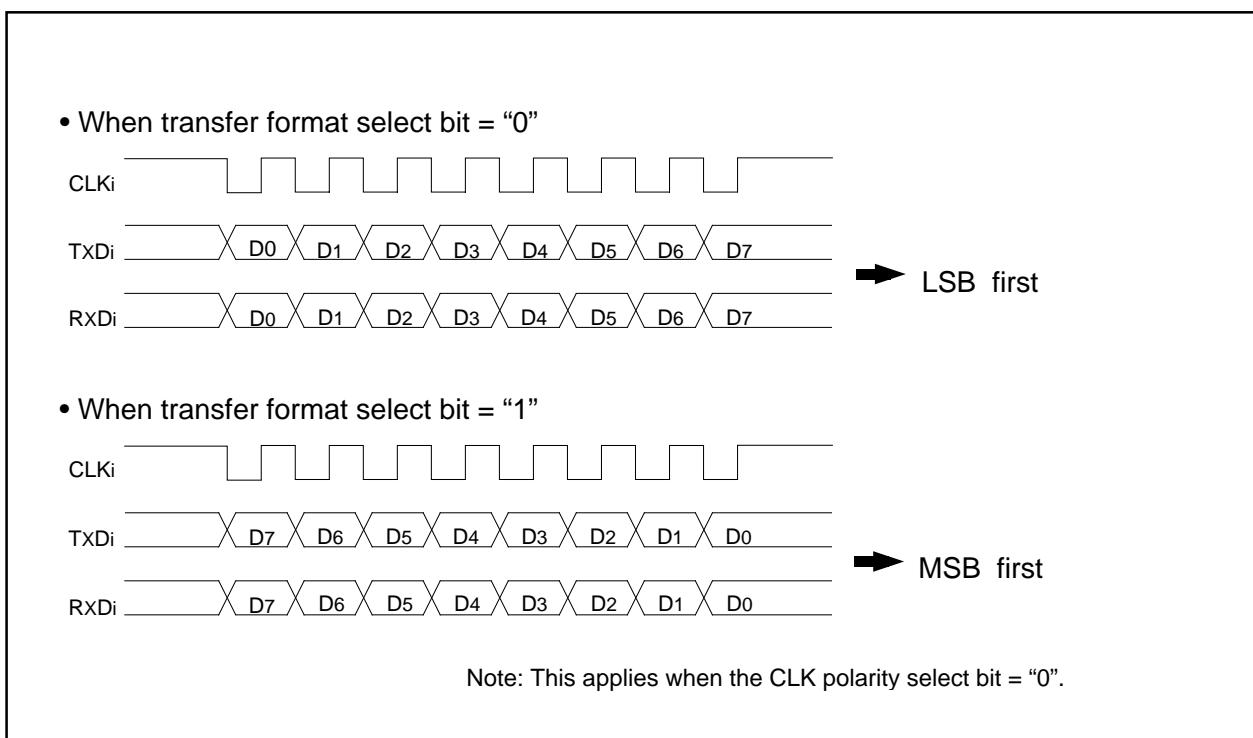 • When transfer format select bit = “0”
CLKi
TXDi D0 D1 D2 D3 D4 D5 D6 D7
LSB first
RXDi D0 D1 D2 D3 D4 D5 D6 D7
• When transfer format select bit = “1”
CLKi
TXDi D7 D6 D5 D4 D3 D2 D1 D0
MSB first
RXDi D7 D6 D5 D4 D3 D2 D1 D0
Note: This applies when the CLK polarity select bit = “0”.